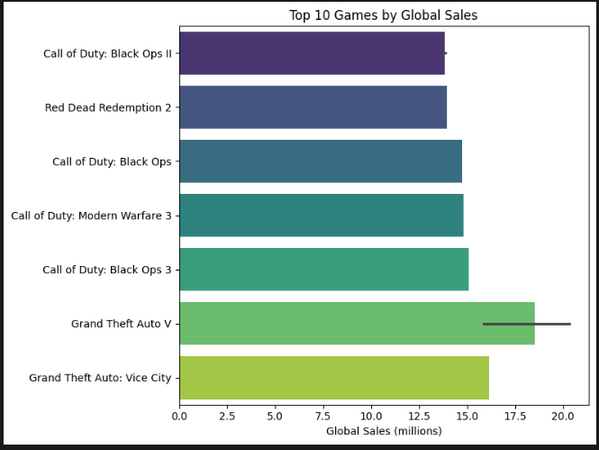 Top 10 Games by Global Sales
Call of Duty: Black Ops II
Red Dead Redemption 2
Call of Duty: Black Ops
Call of Duty: Modern Warfare 3
Call of Duty: Black Ops 3
Grand Theft Auto V
Grand Theft Auto: Vice City
0.0 2.5 5.0 7.5 10.0 12.5 15.0 17.5 20.0
Global Sales (millions)